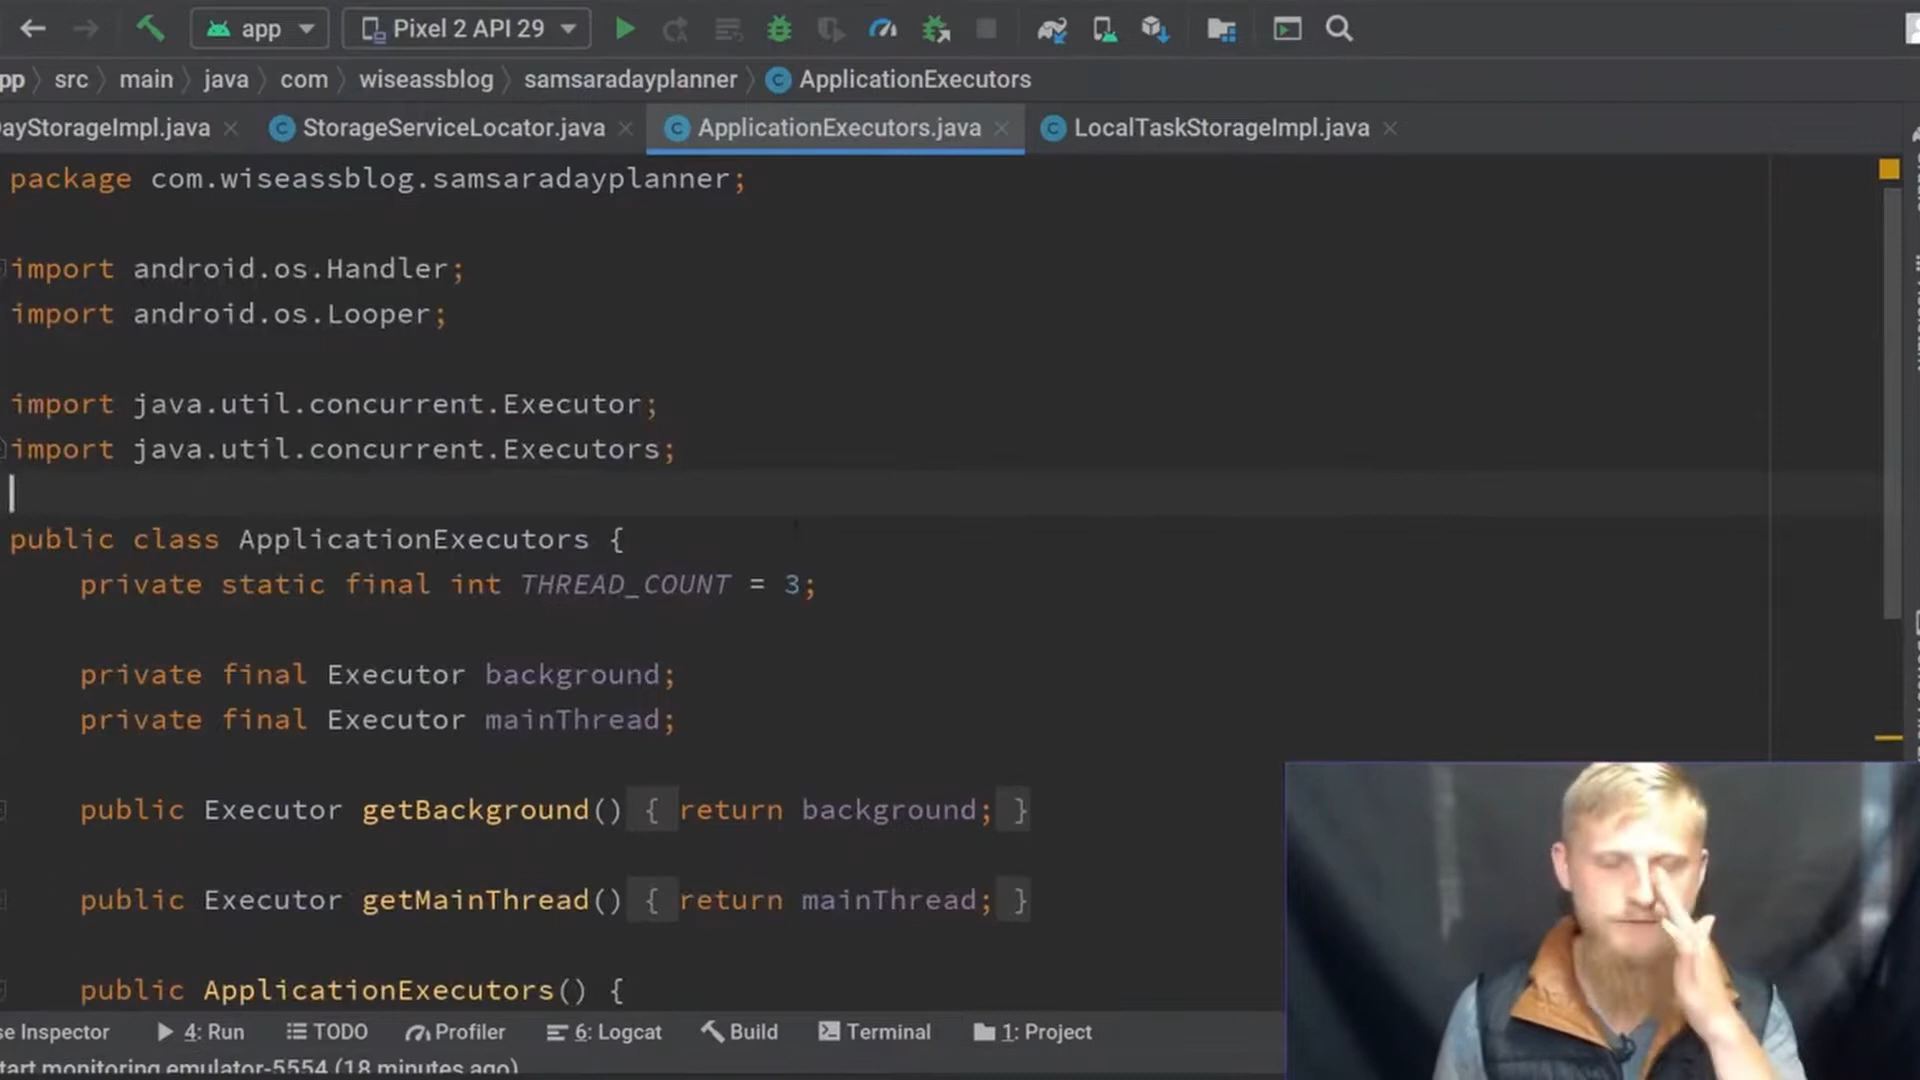 app
Pixel 2 API 29
pp
src
main
java
com
wiseassblog
samsaradayplanner
ApplicationExecutors
ayStorageImpl.java
StorageServiceLocator.java
ApplicationExecutors.java
LocalTaskStorageImpl.java
package com.wiseassblog.samsaradayplanner;
import android.os.Handler;
import android.os.Looper;
import java.util.concurrent.Executor;
import java.util.concurrent.Executors;
public class ApplicationExecutors {
private static final int THREAD_COUNT = 3;
private final Executor background;
private final Executor mainThread;
public Executor getBackground() { return background; }
public Executor getMainThread() { return mainThread; }
public ApplicationExecutors() {
se Inspector
4: Run
TODO
Profiler
6: Logcat
Build
Terminal
1: Project
tart monitoring emulator-5554 (18 minutes ago)